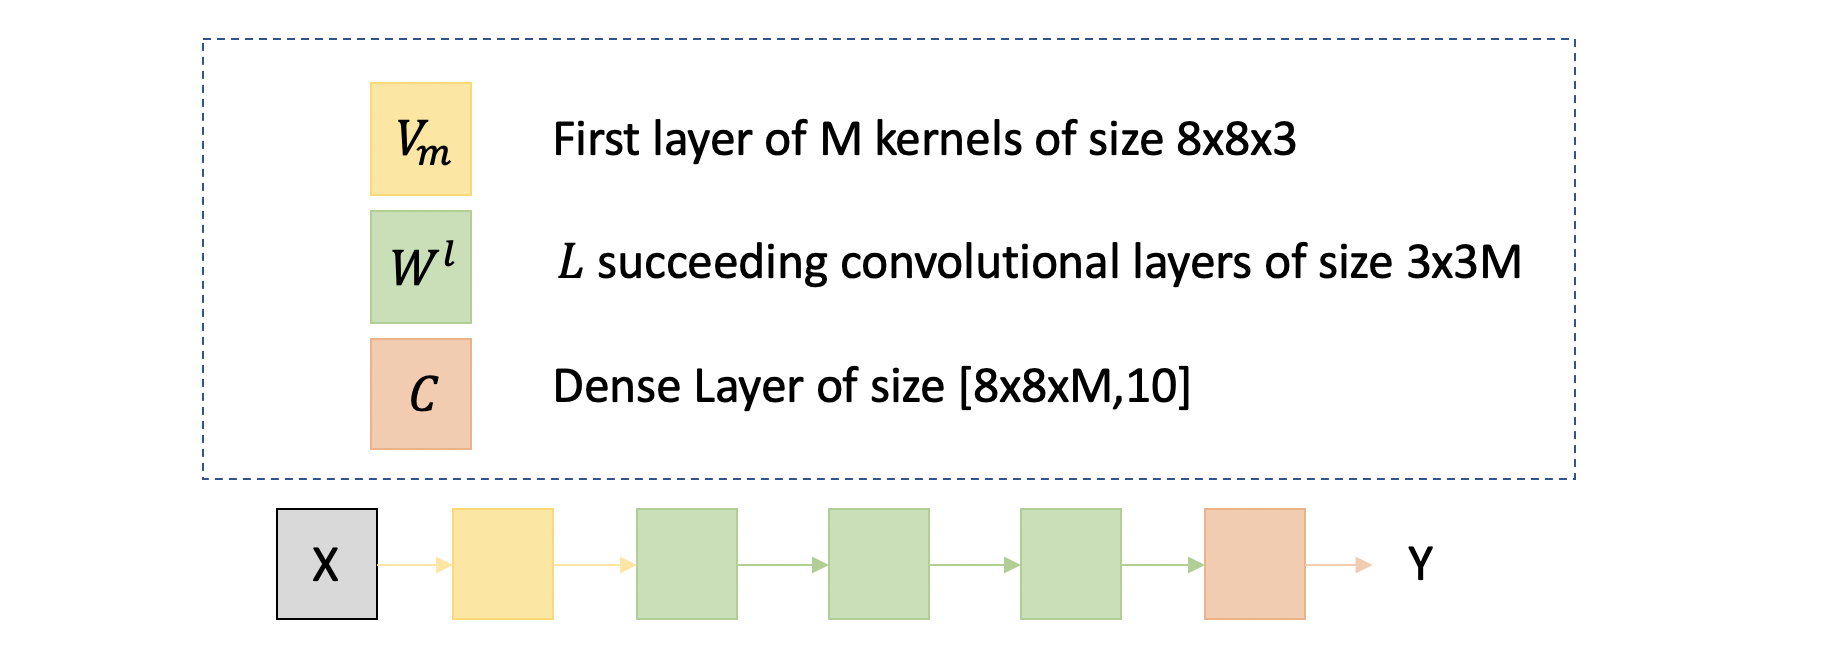 V_m First layer of M kernels of size 8x8x3
W^l L succeeding convolutional layers of size 3x3M
C Dense Layer of size [8x8xM,10]
X Y